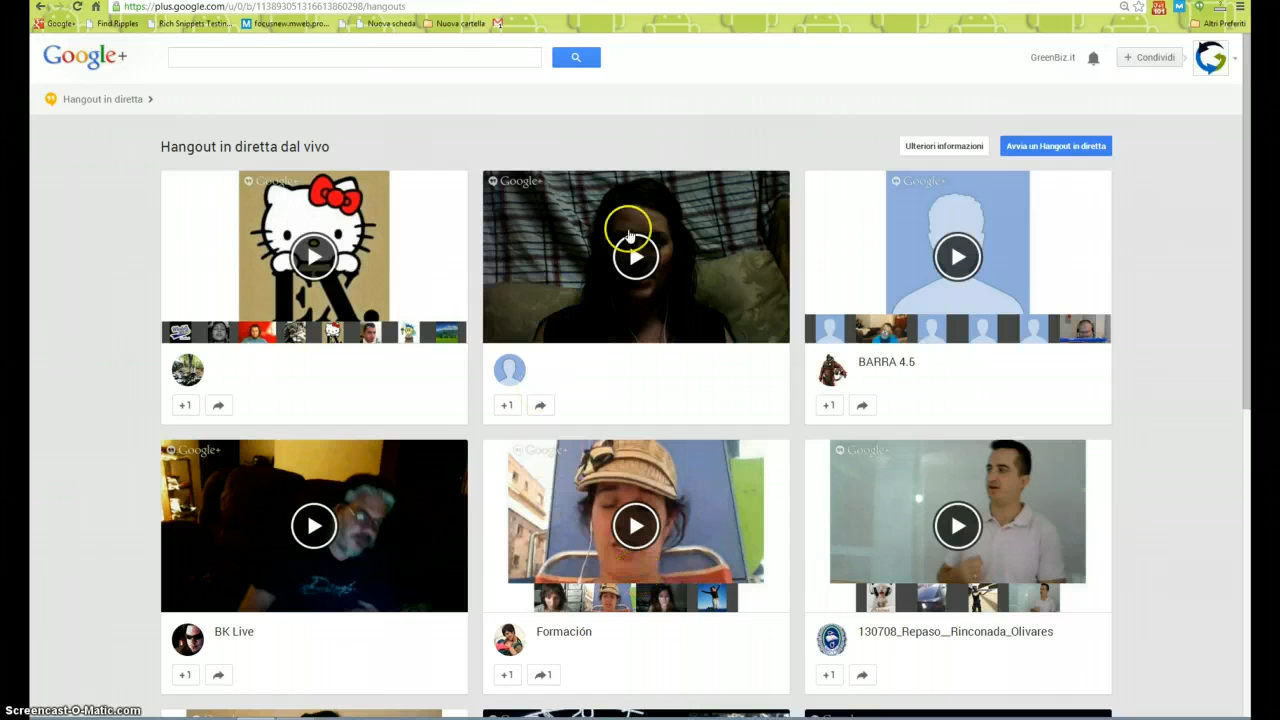 https://plus.google.com/u/0/b/113893051316613860298/hangouts
Google+
Find.Ripples
Rich Snippets Testin...
focusnew.mweb.pro...
Nuova scheda
Nuova cartella
Altri Preferiti
Google+
GreenBiz.it
+ Condividi
Hangout in diretta
Hangout in diretta dal vivo
Ulteriori informazioni
Avvia un Hangout in diretta
Google+
EX.
Google+
Google+
BARRA 4.5
+1
+1
+1
Google+
Google+
Google+
BK Live
Formación
130708_Repaso__Rinconada_Olivares
+1
+1
1
+1
Screencast-O-Matic.com